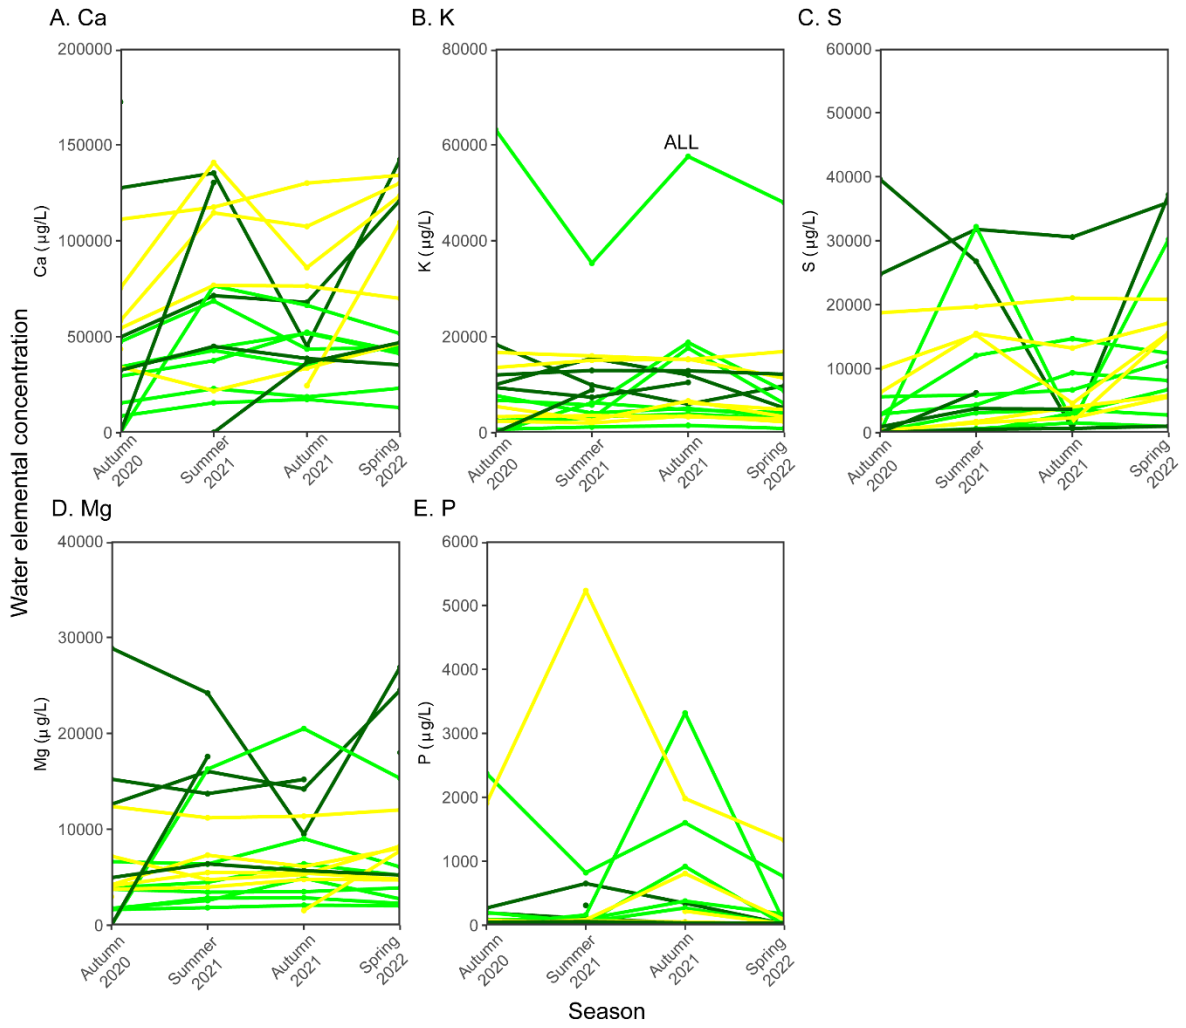 A. Ca
B. K
C. S
200000
150000
100000
50000
0
Ca (µg/L)
Autumn 2020
Summer 2021
Autumn 2021
Spring 2022
80000
60000
40000
20000
0
K (µg/L)
ALL
Autumn 2020
Summer 2021
Autumn 2021
Spring 2022
60000
50000
40000
30000
20000
10000
0
S (µg/L)
Autumn 2020
Summer 2021
Autumn 2021
Spring 2022
Water elemental concentration
D. Mg
E. P
40000
30000
20000
10000
0
Mg (µg/L)
Autumn 2020
Summer 2021
Autumn 2021
Spring 2022
6000
5000
4000
3000
2000
1000
0
P (µg/L)
Autumn 2020
Summer 2021
Autumn 2021
Spring 2022
Season